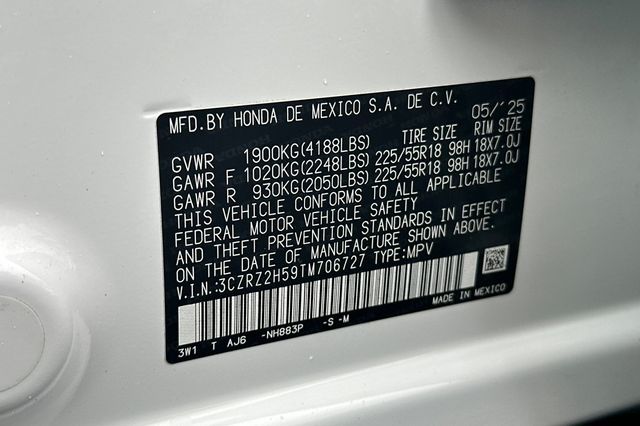 MFD.BY HONDA DE MEXICO S.A. DE C.V. 05/'25
TIRE SIZE RIM SIZE
GVWR 1900KG(4188LBS)
GAWR F 1020KG(2248LBS) 225/55R18 98H 18X7.0J
GAWR R 930KG(2050LBS) 225/55R18 98H 18X7.0J
THIS VEHICLE CONFORMS TO ALL APPLICABLE
FEDERAL MOTOR VEHICLE SAFETY
AND THEFT PREVENTION STANDARDS IN EFFECT
ON THE DATE OF MANUFACTURE SHOWN ABOVE.
V.I.N.:3CZRZ2H59TM706727 TYPE:MPV
MADE IN MEXICO
3W1 T AJ6 -NH883P -S -M